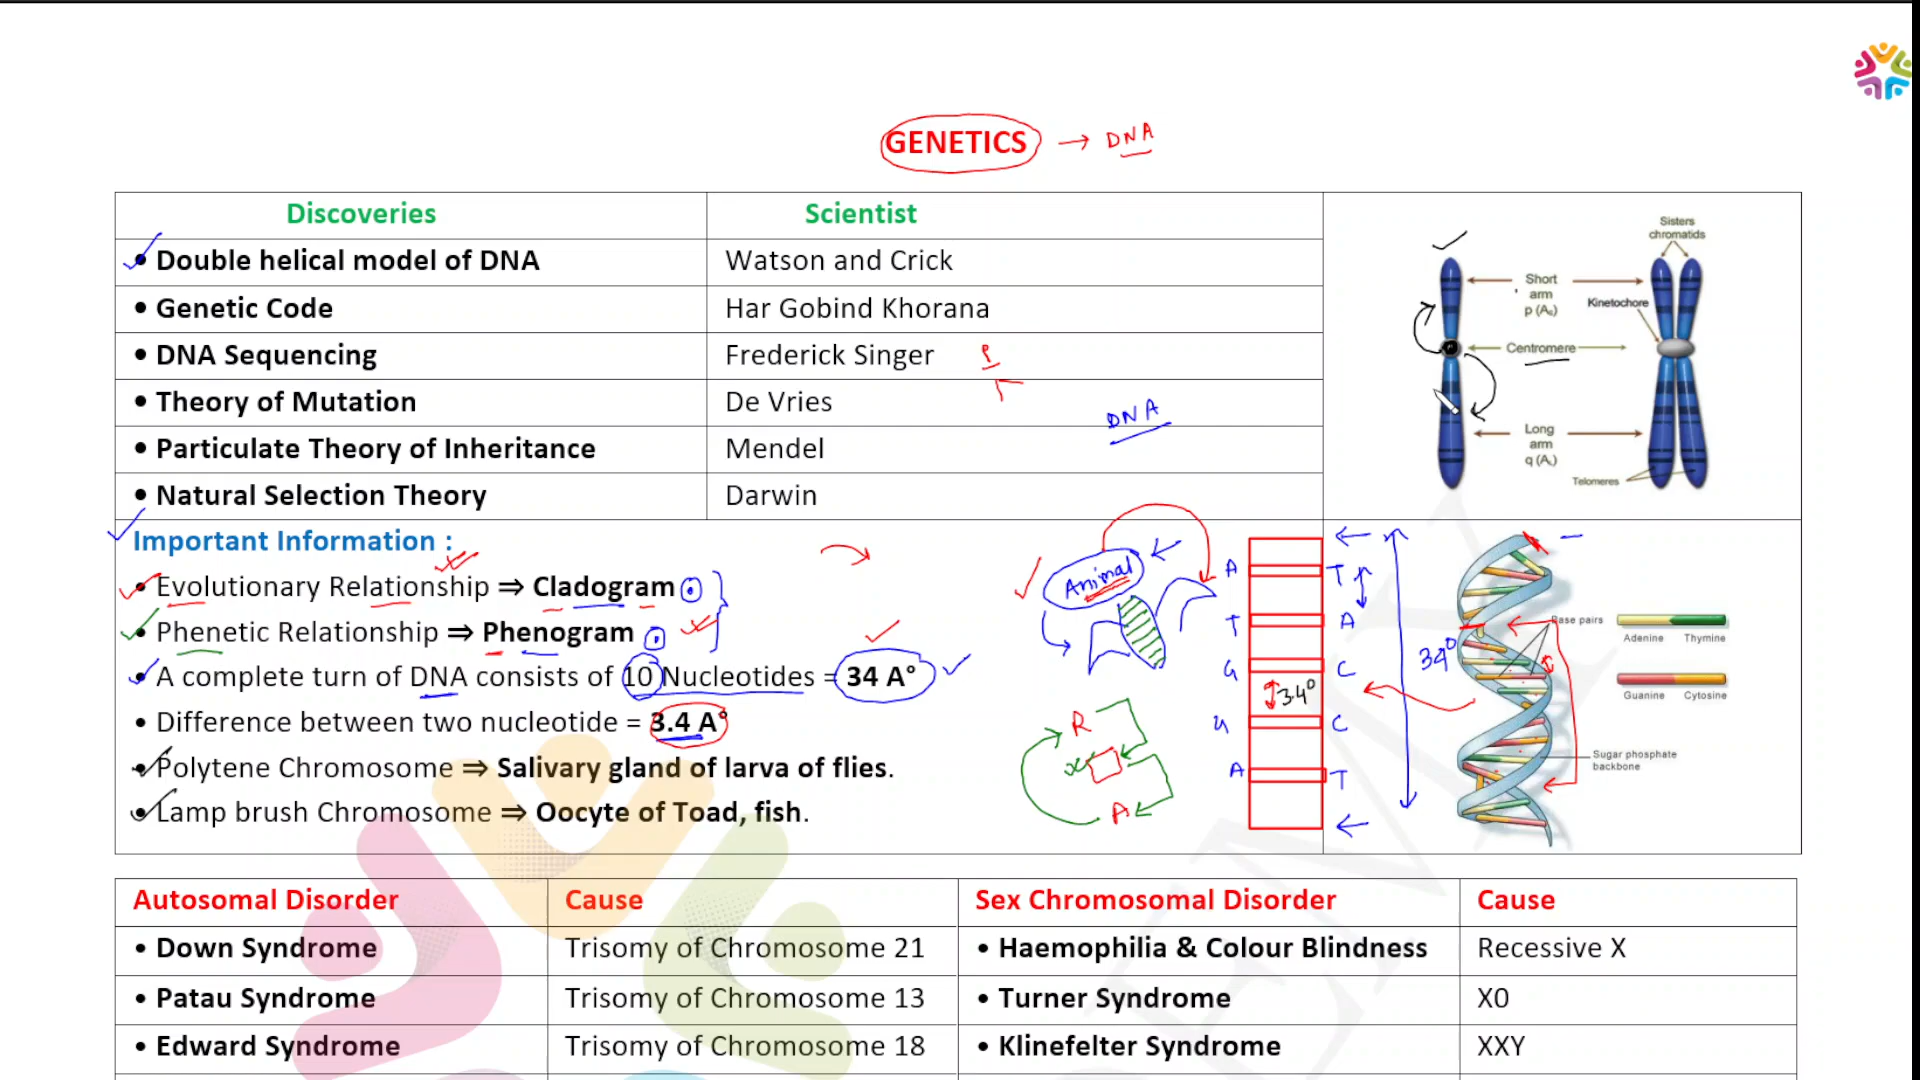 GENETICS → DNA
Discoveries Scientist
• Double helical model of DNA Watson and Crick
• Genetic Code Har Gobind Khorana
• DNA Sequencing Frederick Singer
• Theory of Mutation De Vries
DNA
• Particulate Theory of Inheritance Mendel
• Natural Selection Theory Darwin
Sisters
chromatids
Short
arm
p (A₀)
Kinetochore
Centromere
Long
arm
q (A)
Telomeres
Important Information :
• Evolutionary Relationship ⇒ Cladogram
• Phenetic Relationship ⇒ Phenogram
• A complete turn of DNA consists of 10 Nucleotides = 34 A°
• Difference between two nucleotide = 3.4 A°
• Polytene Chromosome ⇒ Salivary gland of larva of flies.
• Lamp brush Chromosome ⇒ Oocyte of Toad, fish.
Animal
R
A
A T
T A
G C
3.4°
G C
A T
34°
Base pairs
Adenine Thymine
Guanine Cytosine
Sugar phosphate
backbone
Autosomal Disorder Cause Sex Chromosomal Disorder Cause
• Down Syndrome Trisomy of Chromosome 21 • Haemophilia & Colour Blindness Recessive X
• Patau Syndrome Trisomy of Chromosome 13 • Turner Syndrome X0
• Edward Syndrome Trisomy of Chromosome 18 • Klinefelter Syndrome XXY